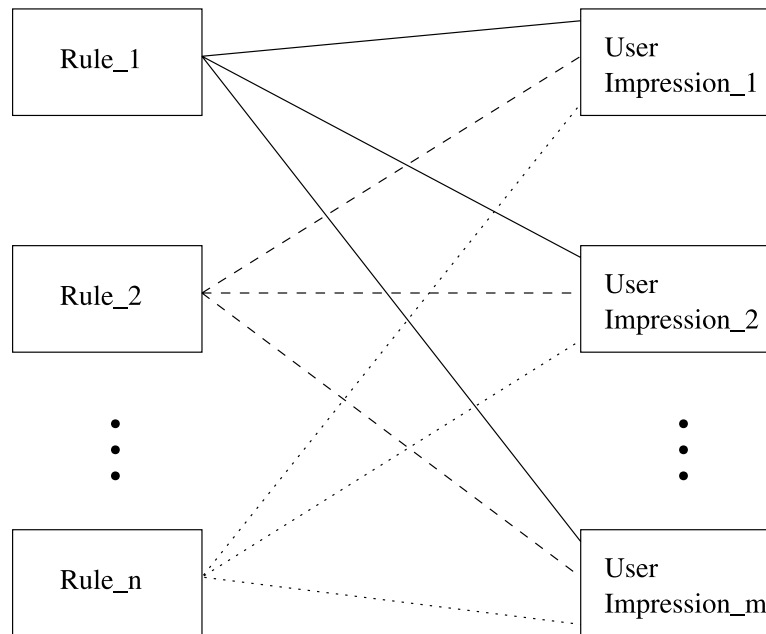 Rule_1
User
Impression_1
Rule_2
User
Impression_2
Rule_n
User
Impression_m